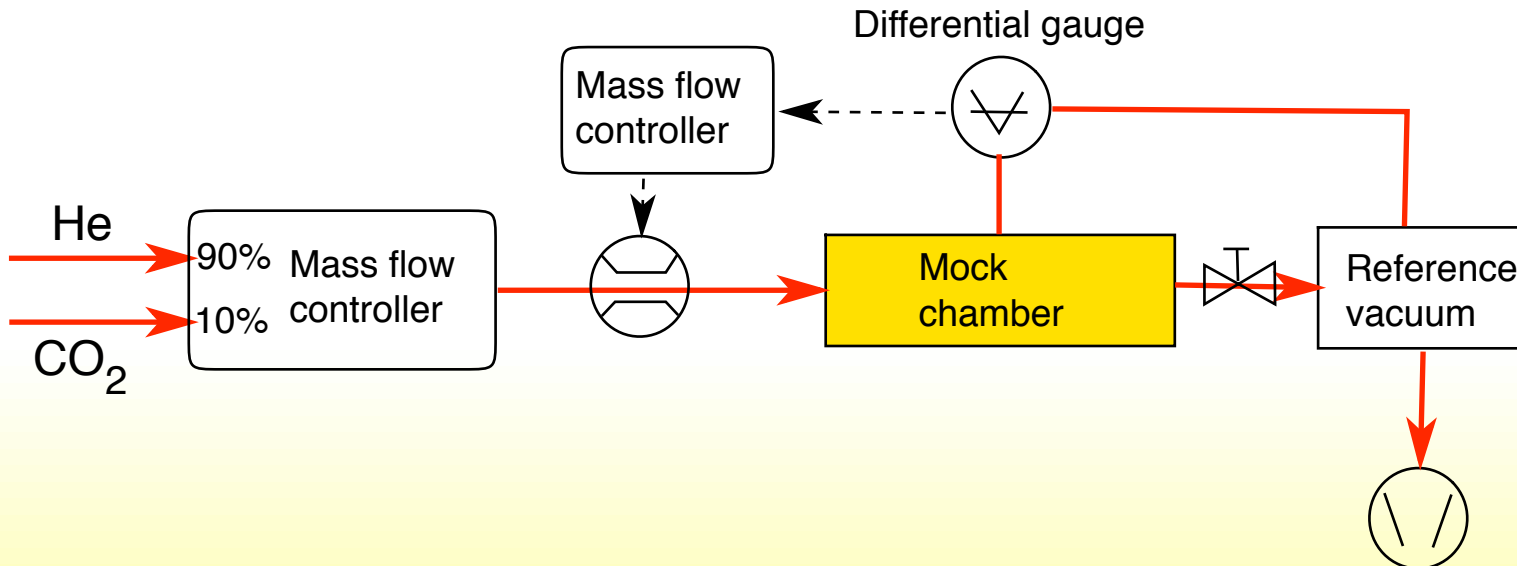 Differential gauge
Mass flow
controller
He
90%
Mass flow
controller
10%
CO2
Mock
chamber
Reference
vacuum